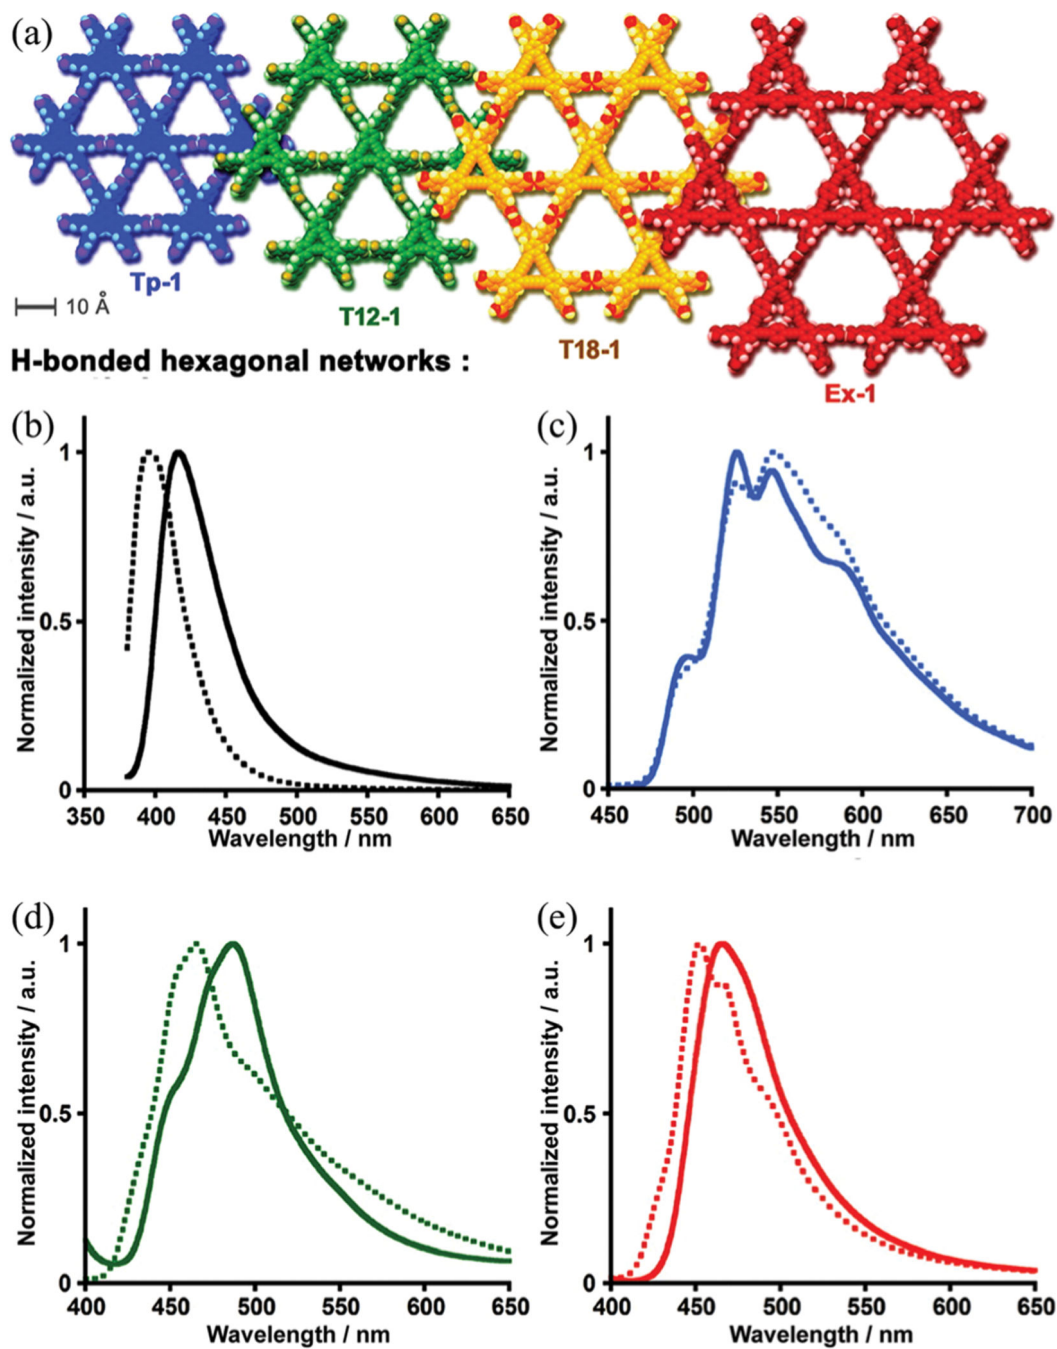 (a)
Tp-1
T12-1
T18-1
Ex-1
10 Å
H-bonded hexagonal networks :
(b)
Normalized intensity / a.u.
1
0.5
0
350 400 450 500 550 600 650
Wavelength / nm
(c)
Normalized intensity / a.u.
1
0.5
0
450 500 550 600 650 700
Wavelength / nm
(d)
Normalized intensity / a.u.
1
0.5
0
400 450 500 550 600 650
Wavelength / nm
(e)
Normalized intensity / a.u.
1
0.5
0
400 450 500 550 600 650
Wavelength / nm